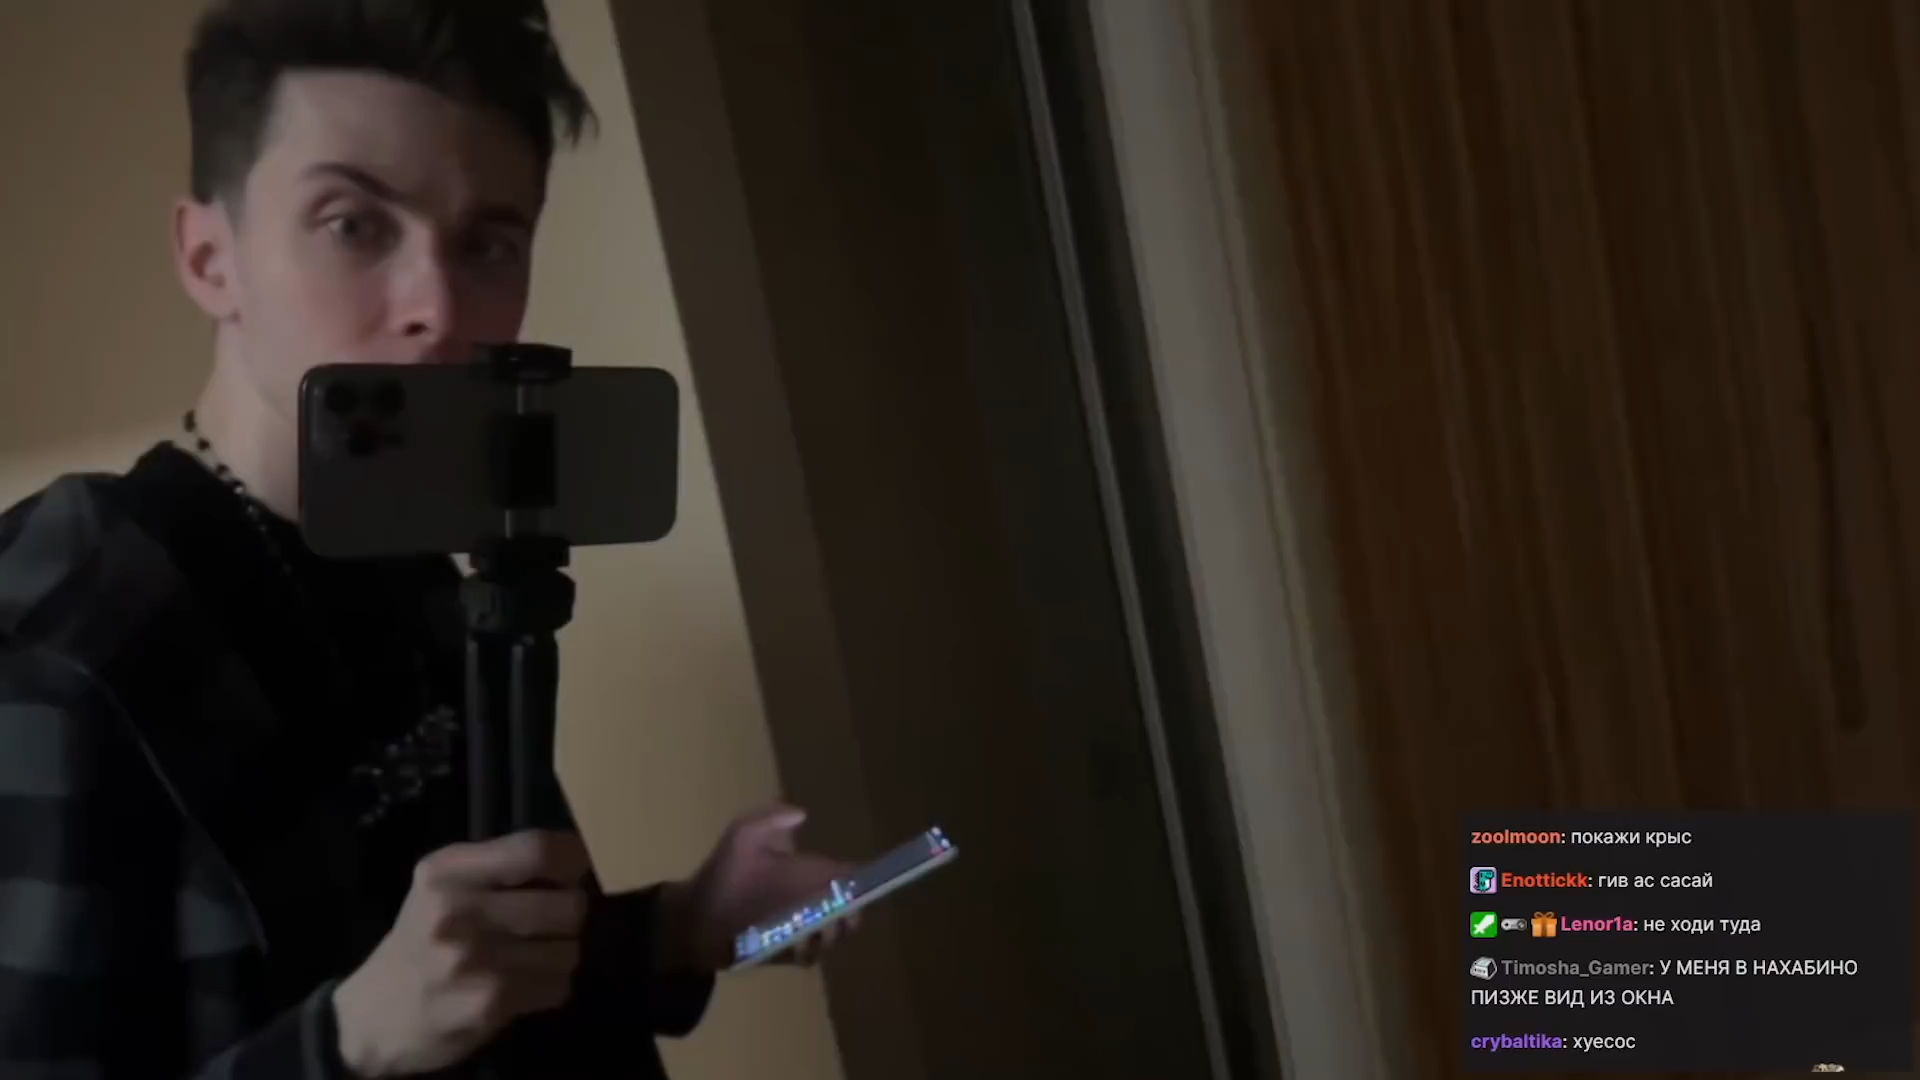 zoolmoon: покажи крыс
Enottickk: гив ас сасай
Lenor1a: не ходи туда
Timosha_Gamer: У МЕНЯ В НАХАБИНО
ПИЗЖЕ ВИД ИЗ ОКНА
crybaltika: хуесос